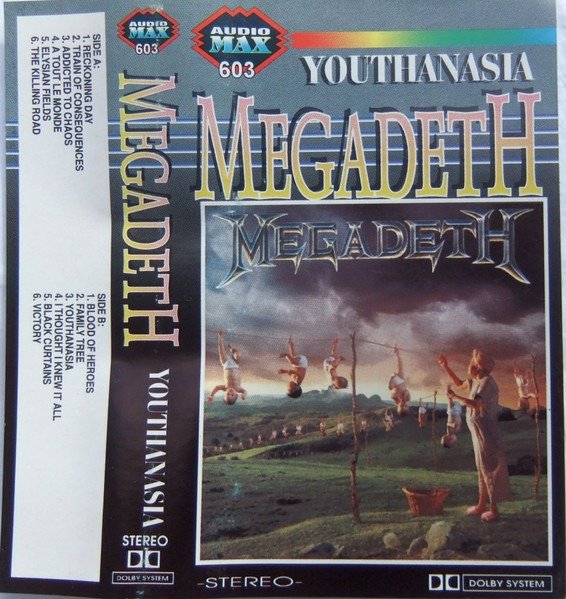 SIDE A:
1. RECKONING DAY
2. TRAIN OF CONSEQUENCES
3. ADDICTED TO CHAOS
4. A TOUT LE MONDE
5. ELYSIAN FIELDS
6. THE KILLING ROAD
SIDE B:
1. BLOOD OF HEROES
2. FAMILY TREE
3. YOUTHANASIA
4. I THOUGHT I KNEW IT ALL
5. BLACK CURTAINS
6. VICTORY
AUDIO
MAX
603
MEGADETH YOUTHANASIA
STEREO
DOLBY SYSTEM
AUDIO
MAX
603
YOUTHANASIA
MEGADETH
MEGADETH
-STEREO-
DOLBY SYSTEM